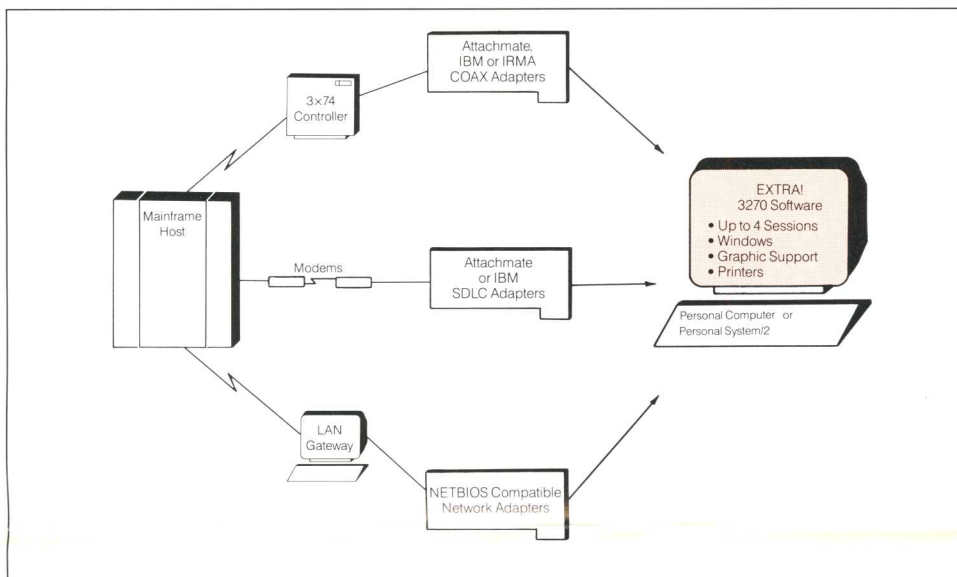 Attachmate,
IBM or IRMA
COAX Adapters
3×74
Controller
EXTRA!
3270 Software
• Up to 4 Sessions
• Windows
• Graphic Support
• Printers
Mainframe
Host
Modems
Attachmate
or IBM
SDLC Adapters
Personal Computer or
Personal System/2
LAN
Gateway
NETBIOS Compatible
Network Adapters